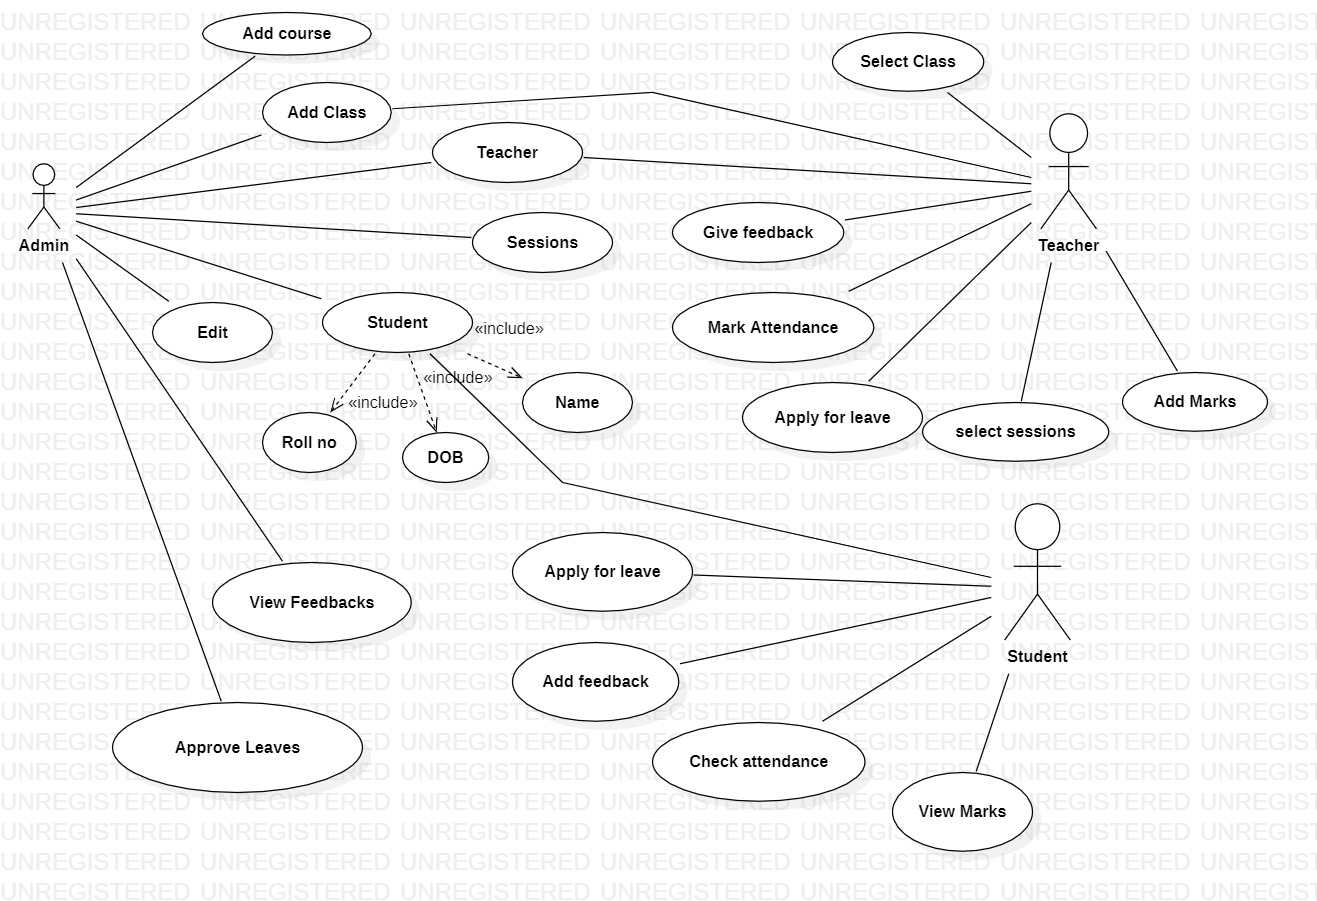 Add course
Select Class
Add Class
Teacher
Give feedback
Sessions
Admin
Teacher
Student
«include»
Mark Attendance
Edit
«include»
«include»
Name
Add Marks
Apply for leave
select sessions
Roll no
DOB
Apply for leave
View Feedbacks
Student
Add feedback
Approve Leaves
Check attendance
View Marks
UNREGISTERED